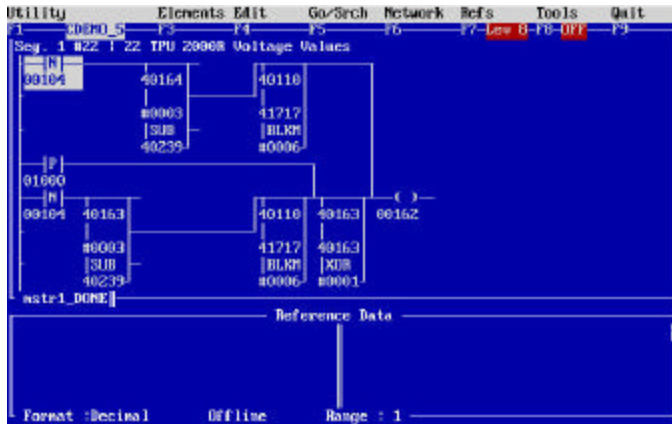 Utility Elements Edit Go/Srch Network Refs Tools Quit
F1 CDEMO_5 F3 F4 F5 F6 F7-Lev 8-F8-OFF F9
Seg. 1 #22 | 22 TPU 2000R Voltage Values
|N|
00104 40164 40110
#0003 41717
SUB BLKM
40239 #0006
|P|
01000
|N| ( )
00104 40163 40110 40163 00162
#0003 41717 40163
SUB BLKM XOR
40239 #0006 #0001
mstr1_DONE
Reference Data
Format :Decimal Offline Range : 1